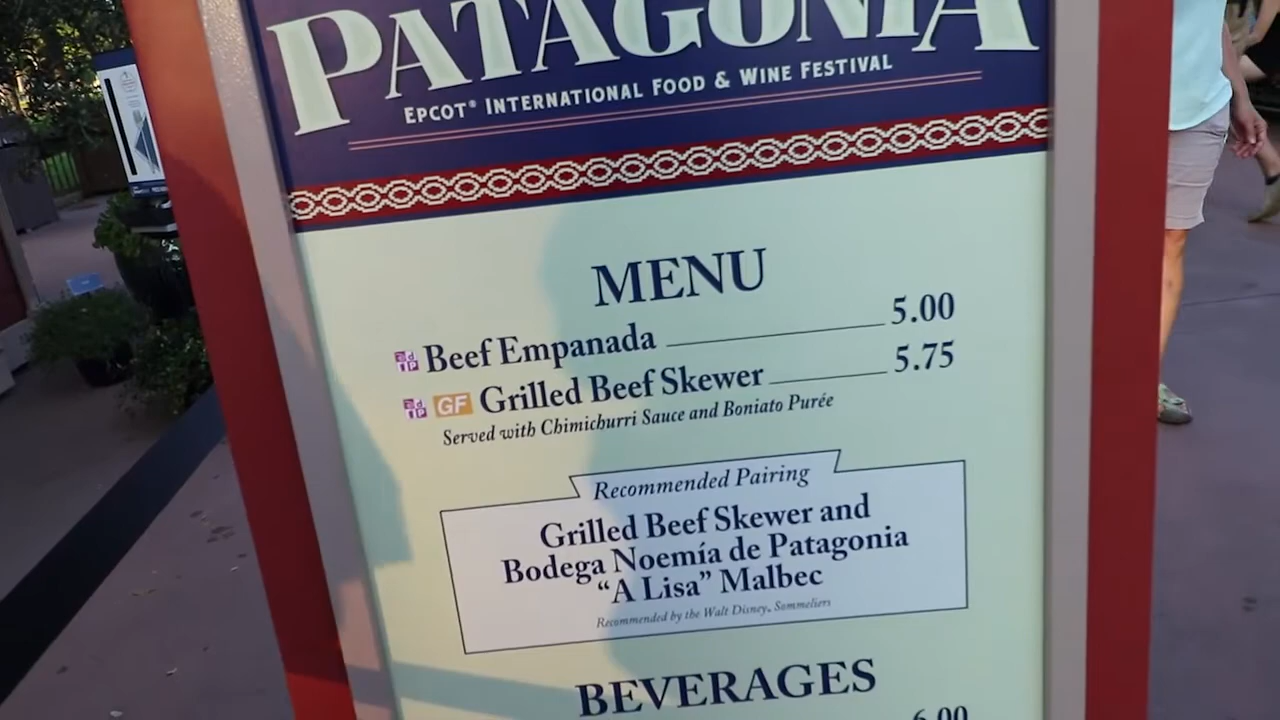 PATAGONIA
EPCOT® INTERNATIONAL FOOD & WINE FESTIVAL
MENU
Beef Empanada 5.00
GF Grilled Beef Skewer 5.75
Served with Chimichurri Sauce and Boniato Purée
Recommended Pairing
Grilled Beef Skewer and
Bodega Noemía de Patagonia
“A Lisa” Malbec
Recommended by the Walt Disney® Sommeliers
BEVERAGES
6.00